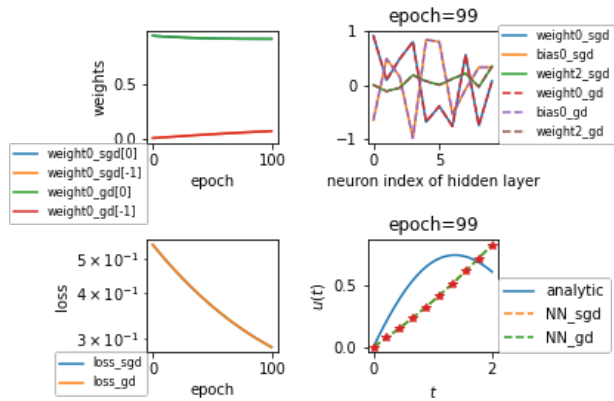 epoch=99
weights
0.5
0.0
0
100
epoch
weight0_sgd[0]
weight0_sgd[-1]
weight0_gd[0]
weight0_gd[-1]
1
0
-1
0
5
neuron index of hidden layer
weight0_sgd
bias0_sgd
weight2_sgd
weight0_gd
bias0_gd
weight2_gd
loss
5 × 10⁻¹
4 × 10⁻¹
3 × 10⁻¹
0
100
epoch
loss_sgd
loss_gd
epoch=99
u(t)
0.5
0.0
0
2
t
analytic
NN_sgd
NN_gd